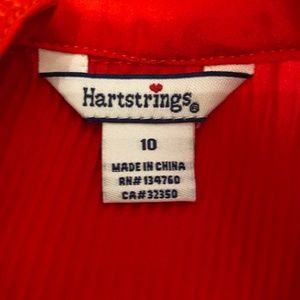 Hartstrings®
10
MADE IN CHINA
RN# 134760
CA# 32350